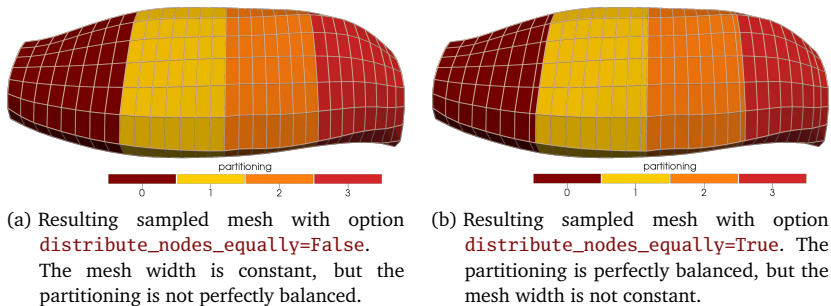 partitioning
0 1 2 3
(a) Resulting sampled mesh with option
distribute_nodes_equally=False.
The mesh width is constant, but the
partitioning is not perfectly balanced.
partitioning
0 1 2 3
(b) Resulting sampled mesh with option
distribute_nodes_equally=True. The
partitioning is perfectly balanced, but the
mesh width is not constant.